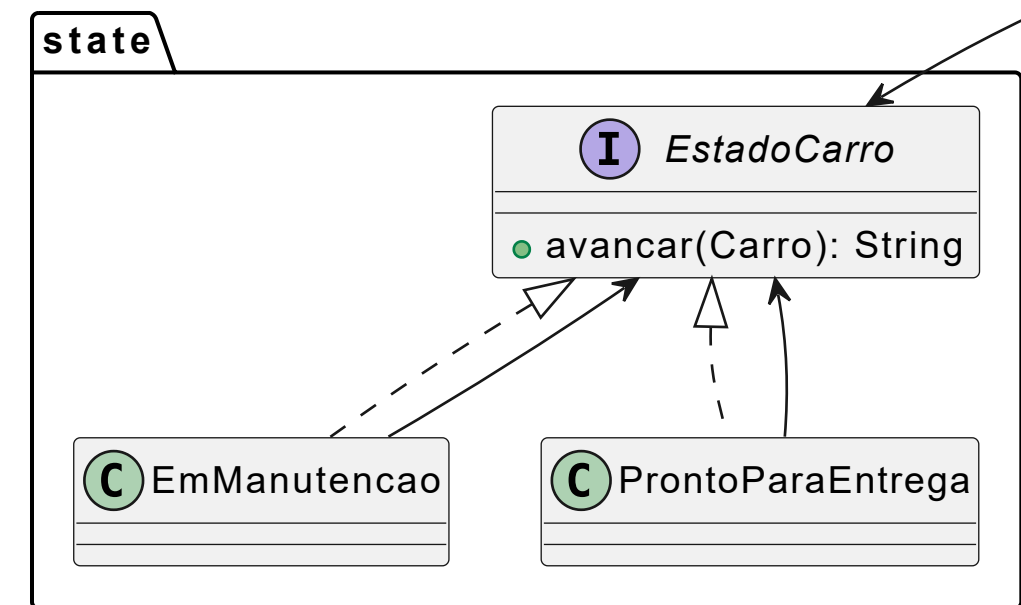 state
I EstadoCarro
avancar(Carro): String
C EmManutencao
C ProntoParaEntrega